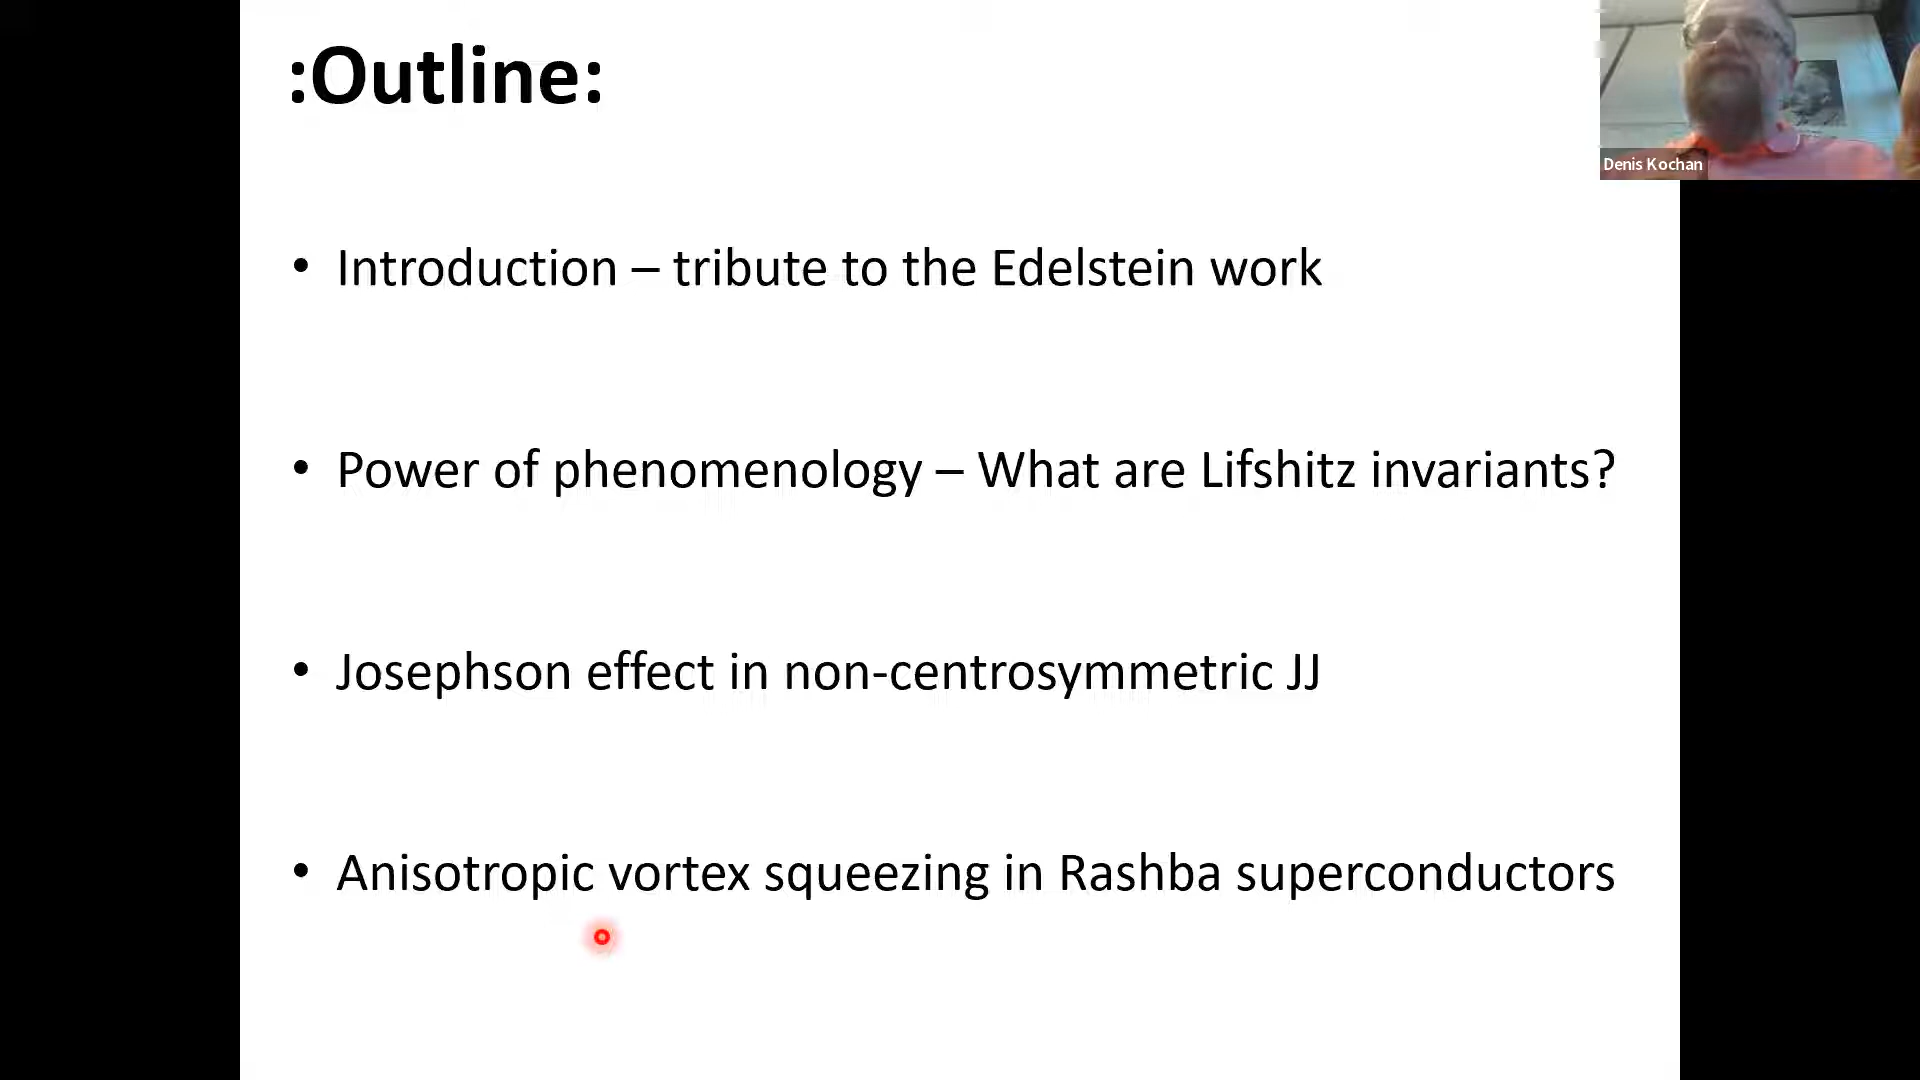 :Outline:
Denis Kochan
• Introduction – tribute to the Edelstein work
• Power of phenomenology – What are Lifshitz invariants?
• Josephson effect in non-centrosymmetric JJ
• Anisotropic vortex squeezing in Rashba superconductors